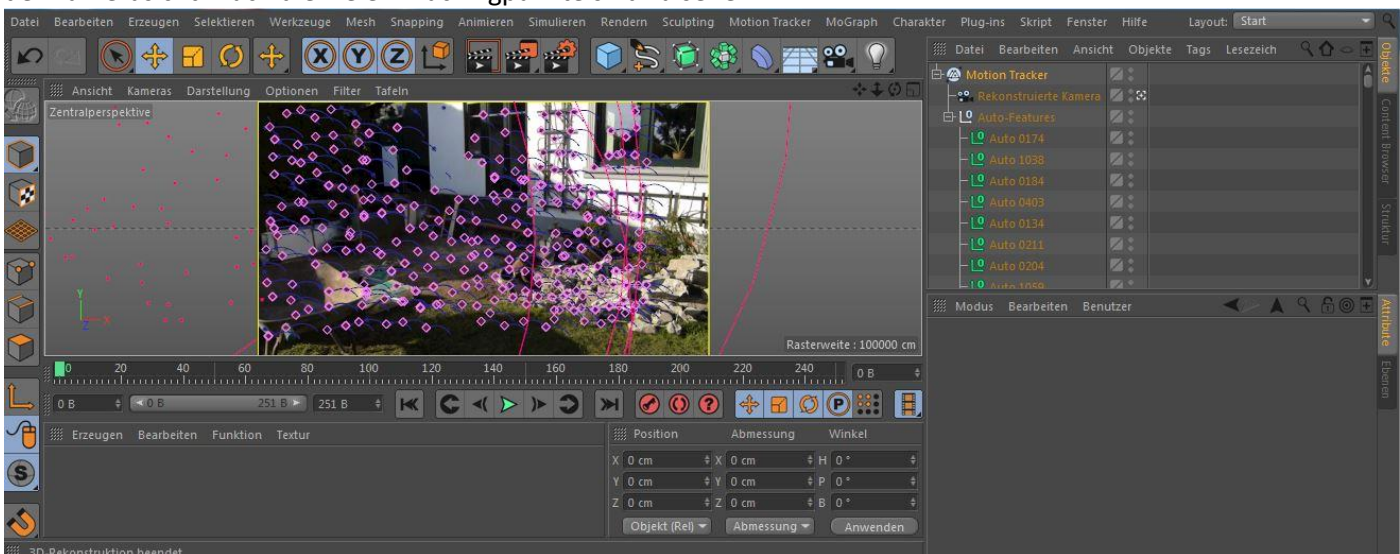 Datei Bearbeiten Erzeugen Selektieren Werkzeuge Mesh Snapping Animieren Simulieren Rendern Sculpting Motion Tracker MoGraph Charakter Plug-ins Skript Fenster Hilfe Layout: Start
X Y Z
Datei Bearbeiten Ansicht Objekte Tags Lesezeich
Objekte
Content Browser
Struktur
Motion Tracker
Rekonstruierte Kamera
Auto-Features
Auto 0174
Auto 1038
Auto 0184
Auto 0403
Auto 0134
Auto 0211
Auto 0204
Auto 1059
Ansicht Kameras Darstellung Optionen Filter Tafeln
Zentralperspektive
Y
Z X
Rasterweite : 100000 cm
Modus Bearbeiten Benutzer
Attribute
Ebenen
0 20 40 60 80 100 120 140 160 180 200 220 240 0 B
0 B 0 B 251 B 251 B
P
S
Erzeugen Bearbeiten Funktion Textur
Position Abmessung Winkel
X 0 cm X 0 cm H 0 °
Y 0 cm Y 0 cm P 0 °
Z 0 cm Z 0 cm B 0 °
Objekt (Rel) Abmessung Anwenden
3D-Rekonstruktion beendet